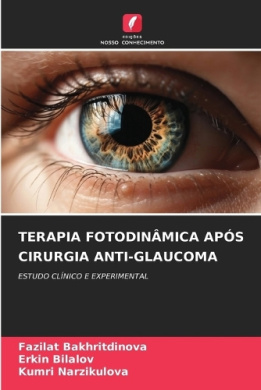 edições
NOSSO CONHECIMENTO
TERAPIA FOTODINÂMICA APÓS
CIRURGIA ANTI-GLAUCOMA
ESTUDO CLÍNICO E EXPERIMENTAL
Fazilat Bakhritdinova
Erkin Bilalov
Kumri Narzikulova